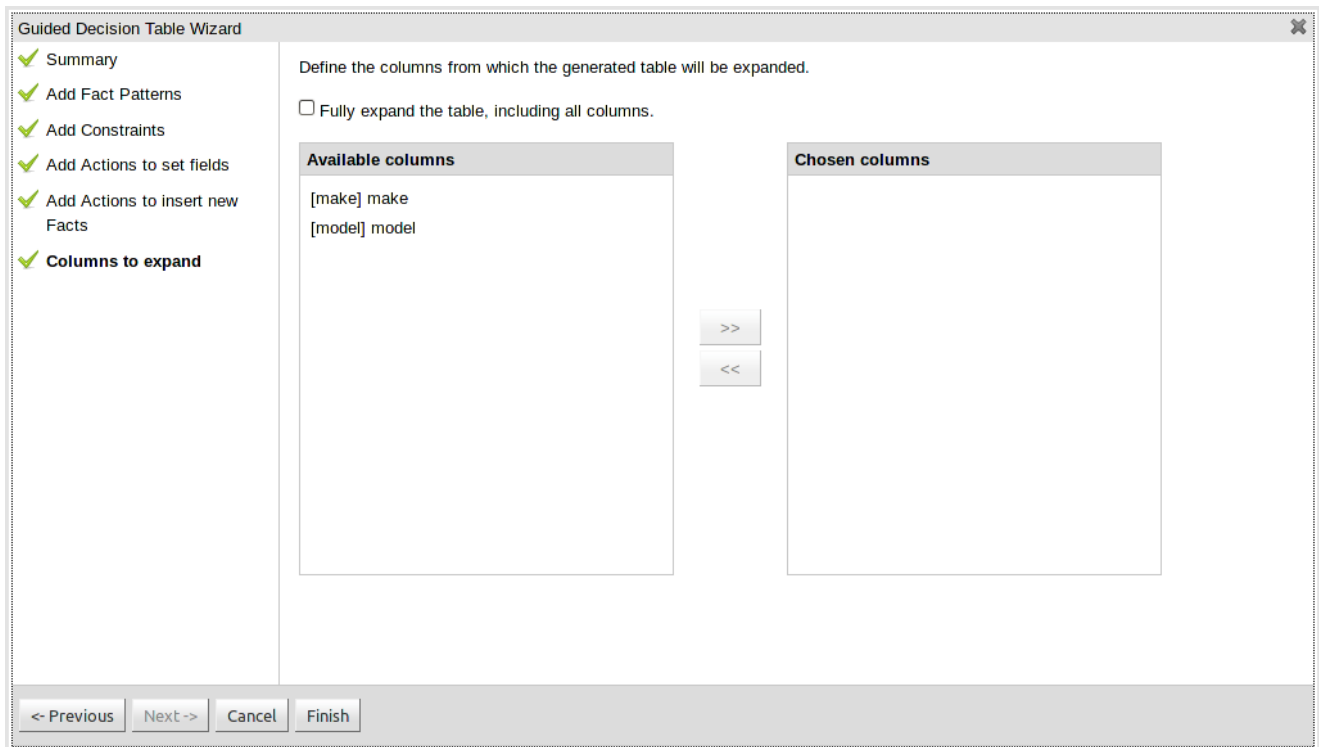 Guided Decision Table Wizard
Summary
Add Fact Patterns
Add Constraints
Add Actions to set fields
Add Actions to insert new
Facts
Columns to expand
Define the columns from which the generated table will be expanded.
Fully expand the table, including all columns.
Available columns
[make] make
[model] model
>>
<<
Chosen columns
<- Previous
Next ->
Cancel
Finish